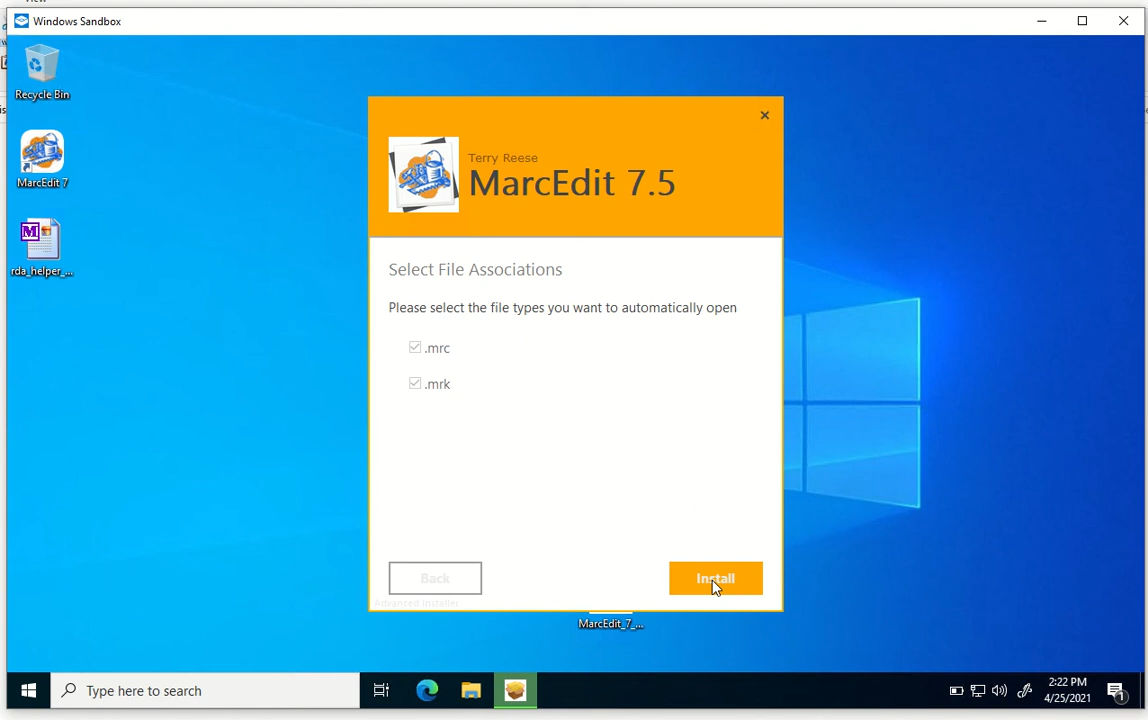 View
Windows Sandbox
Recycle Bin
MarcEdit 7
rda_helper_...
Terry Reese
MarcEdit 7.5
Select File Associations
Please select the file types you want to automatically open
.mrc
.mrk
Back
Install
Advanced Installer
MarcEdit_7_...
Type here to search
2:22 PM
4/25/2021
1